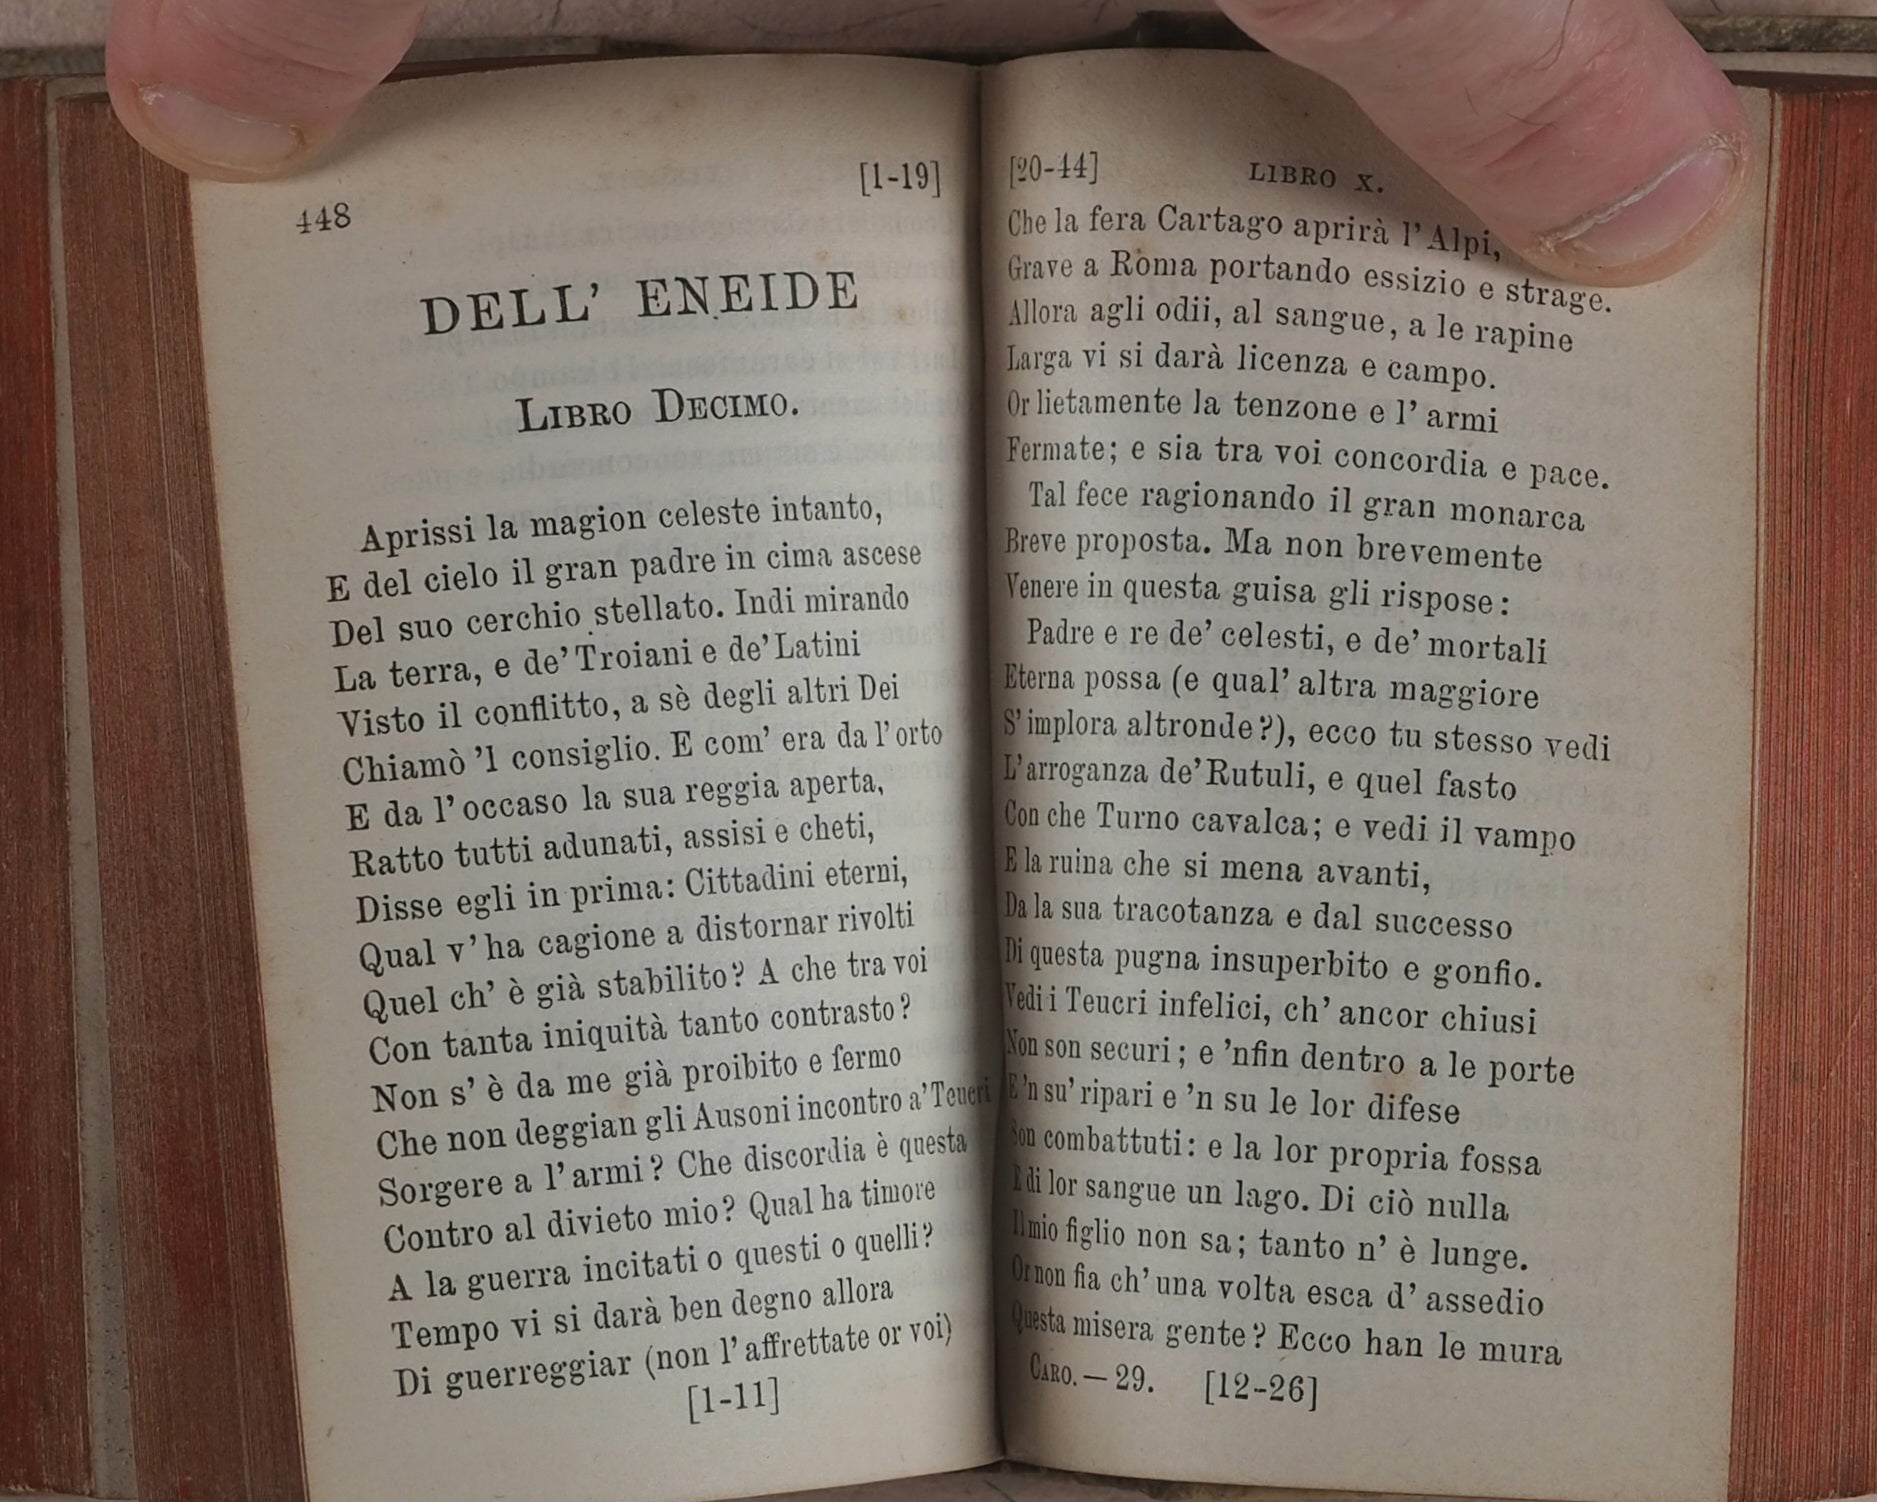 448
[1-19]
DELL' ENEIDE
LIBRO DECIMO.
Aprissi la magion celeste intanto,
E del cielo il gran padre in cima ascese
Del suo cerchio stellato. Indi mirando
La terra, e de' Troiani e de' Latini
Visto il conflitto, a sè degli altri Dei
Chiamò 'l consiglio. E com' era da l'orto
E da l'occaso la sua reggia aperta,
Ratto tutti adunati, assisi e cheti,
Disse egli in prima: Cittadini eterni,
Qual v' ha cagione a distornar rivolti
Quel ch' è già stabilito? A che tra voi
Con tanta iniquità tanto contrasto?
Non s' è da me già proibito e fermo
Che non deggian gli Ausoni incontro a' Teucri
Sorgere a l'armi? Che discordia è questa
Contro al divieto mio? Qual ha timore
A la guerra incitati o questi o quelli?
Tempo vi si darà ben degno allora
Di guerreggiar (non l'affrettate or voi)
[1-11]
[20-44]
LIBRO X.
Che la fera Cartago aprirà l'Alpi,
Grave a Roma portando essizio e strage.
Allora agli odii, al sangue, a le rapine
Larga vi si darà licenza e campo.
Or lietamente la tenzone e l' armi
Fermate; e sia tra voi concordia e pace.
Tal fece ragionando il gran monarca
Breve proposta. Ma non brevemente
Venere in questa guisa gli rispose:
Padre e re de' celesti, e de' mortali
Eterna possa (e qual' altra maggiore
S' implora altronde?), ecco tu stesso vedi
L'arroganza de' Rutuli, e quel fasto
Con che Turno cavalca; e vedi il vampo
E la ruina che si mena avanti,
Da la sua tracotanza e dal successo
Di questa pugna insuperbito e gonfio.
Vedi i Teucri infelici, ch' ancor chiusi
Non son securi; e 'nfin dentro a le porte
E 'n su' ripari e 'n su le lor difese
Son combattuti: e la lor propria fossa
È di lor sangue un lago. Di ciò nulla
Il mio figlio non sa; tanto n' è lunge.
Or non fia ch' una volta esca d' assedio
Questa misera gente? Ecco han le mura
CARO. — 29.
[12-26]